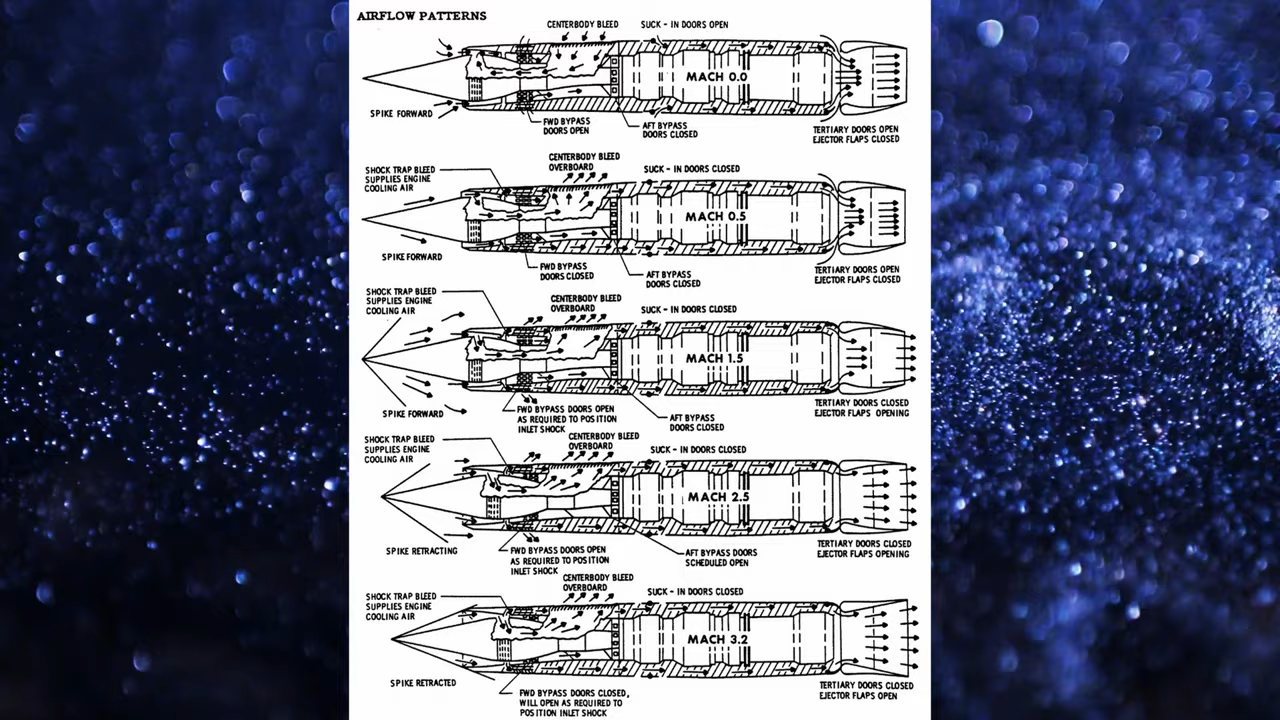 AIRFLOW PATTERNS
CENTERBODY BLEED
SUCK - IN DOORS OPEN
MACH 0.0
SPIKE FORWARD
FWD BYPASS
DOORS OPEN
AFT BYPASS
DOORS CLOSED
TERTIARY DOORS OPEN
EJECTOR FLAPS CLOSED
SHOCK TRAP BLEED
SUPPLIES ENGINE
COOLING AIR
CENTERBODY BLEED
OVERBOARD
SUCK - IN DOORS CLOSED
MACH 0.5
SPIKE FORWARD
FWD BYPASS
DOORS CLOSED
AFT BYPASS
DOORS CLOSED
TERTIARY DOORS OPEN
EJECTOR FLAPS CLOSED
SHOCK TRAP BLEED
SUPPLIES ENGINE
COOLING AIR
CENTERBODY BLEED
OVERBOARD
SUCK - IN DOORS CLOSED
MACH 1.5
SPIKE FORWARD
FWD BYPASS DOORS OPEN
AS REQUIRED TO POSITION
INLET SHOCK
AFT BYPASS
DOORS CLOSED
TERTIARY DOORS CLOSED
EJECTOR FLAPS OPENING
SHOCK TRAP BLEED
SUPPLIES ENGINE
COOLING AIR
CENTERBODY BLEED
OVERBOARD
SUCK - IN DOORS CLOSED
MACH 2.5
SPIKE RETRACTING
FWD BYPASS DOORS OPEN
AS REQUIRED TO POSITION
INLET SHOCK
AFT BYPASS DOORS
SCHEDULED OPEN
TERTIARY DOORS CLOSED
EJECTOR FLAPS OPENING
SHOCK TRAP BLEED
SUPPLIES ENGINE
COOLING AIR
CENTERBODY BLEED
OVERBOARD
SUCK - IN DOORS CLOSED
MACH 3.2
SPIKE RETRACTED
FWD BYPASS DOORS CLOSED,
WILL OPEN AS REQUIRED TO
POSITION INLET SHOCK
TERTIARY DOORS CLOSED
EJECTOR FLAPS OPEN